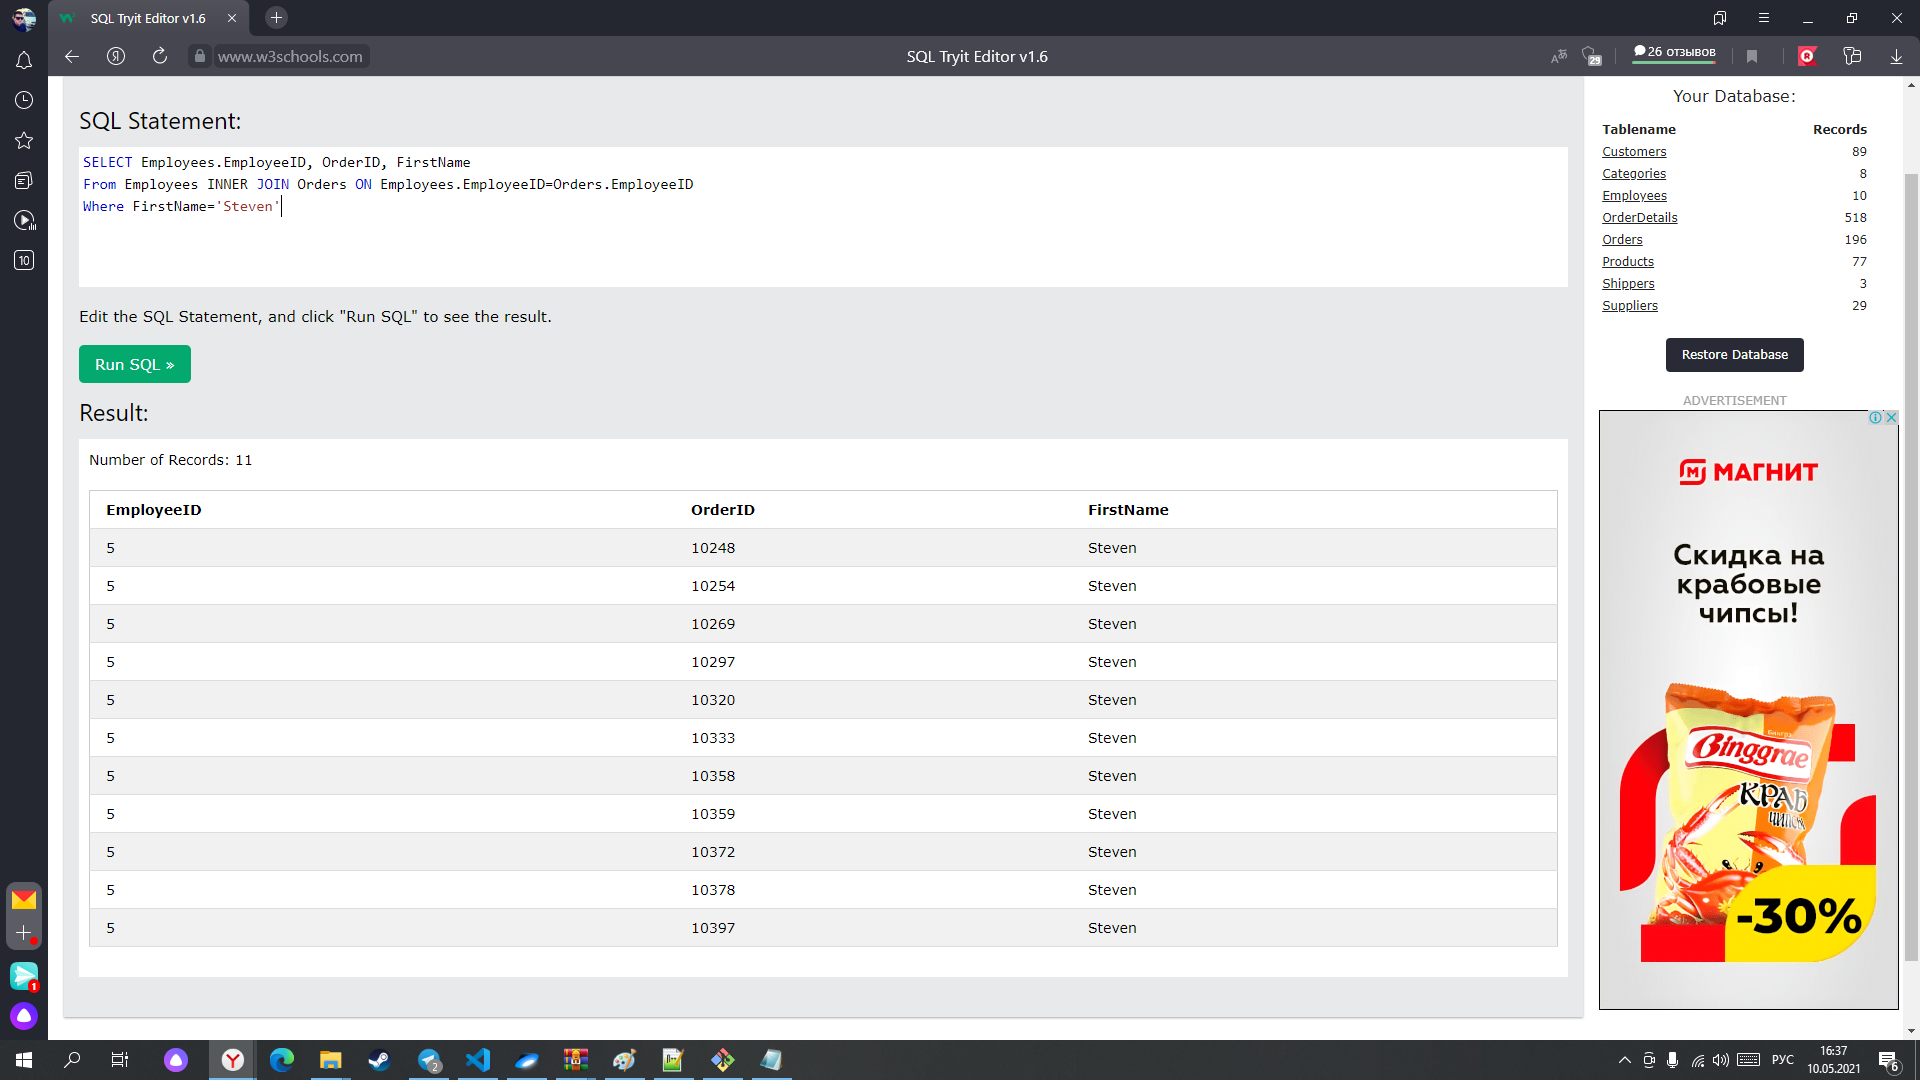 SQL Tryit Editor v1.6
www.w3schools.com
SQL Tryit Editor v1.6
29
26 отзывов
10
SQL Statement:
SELECT Employees.EmployeeID, OrderID, FirstName
From Employees INNER JOIN Orders ON Employees.EmployeeID=Orders.EmployeeID
Where FirstName='Steven'
Edit the SQL Statement, and click "Run SQL" to see the result.
Run SQL »
Result:
Number of Records: 11
EmployeeID OrderID FirstName
5 10248 Steven
5 10254 Steven
5 10269 Steven
5 10297 Steven
5 10320 Steven
5 10333 Steven
5 10358 Steven
5 10359 Steven
5 10372 Steven
5 10378 Steven
5 10397 Steven
Your Database:
Tablename Records
Customers 89
Categories 8
Employees 10
OrderDetails 518
Orders 196
Products 77
Shippers 3
Suppliers 29
Restore Database
ADVERTISEMENT
МАГНИТ
Скидка на
крабовые
чипсы!
Binggrae
КРАБ
чипсы
-30%
1
2
РУС
16:37
10.05.2021
6